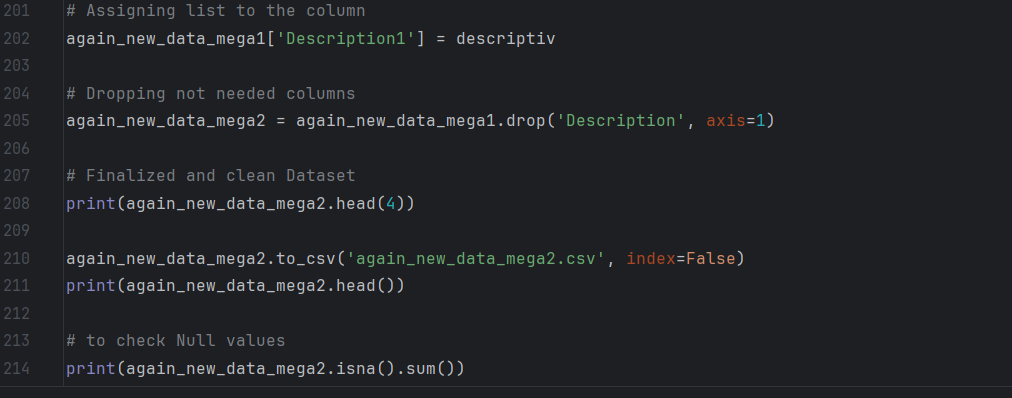 201 # Assigning list to the column
202 again_new_data_mega1['Description1'] = descriptiv
203
204 # Dropping not needed columns
205 again_new_data_mega2 = again_new_data_mega1.drop('Description', axis=1)
206
207 # Finalized and clean Dataset
208 print(again_new_data_mega2.head(4))
209
210 again_new_data_mega2.to_csv('again_new_data_mega2.csv', index=False)
211 print(again_new_data_mega2.head())
212
213 # to check Null values
214 print(again_new_data_mega2.isna().sum())